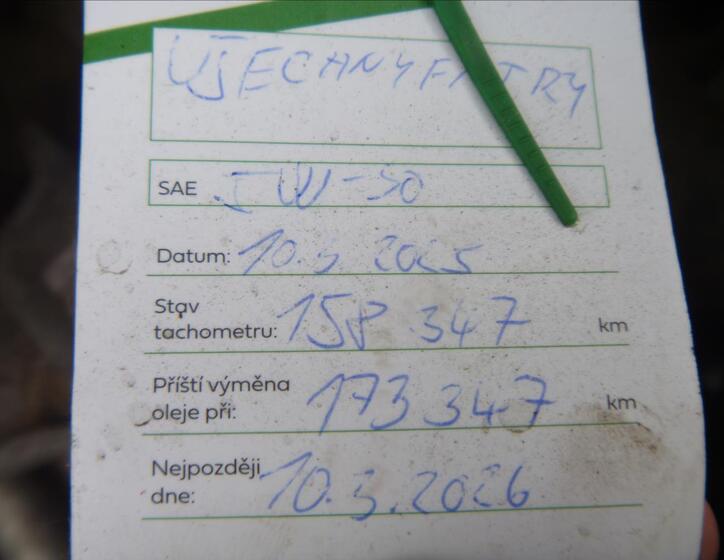 VŠECHNY FILTRY
SAE 5W-30
Datum: 10.3.2025
Stav
tachometru: 158 347 km
Příští výměna
oleje při: 173 347 km
Nejpozději
dne: 10.3.2026